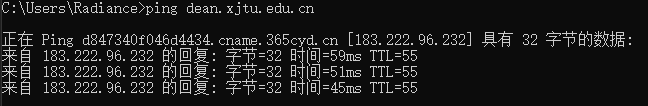 C:\Users\Radiance>ping dean.xjtu.edu.cn
正在 Ping d847340f046d4434.cname.365cyd.cn [183.222.96.232] 具有 32 字节的数据:
来自 183.222.96.232 的回复: 字节=32 时间=59ms TTL=55
来自 183.222.96.232 的回复: 字节=32 时间=51ms TTL=55
来自 183.222.96.232 的回复: 字节=32 时间=45ms TTL=55